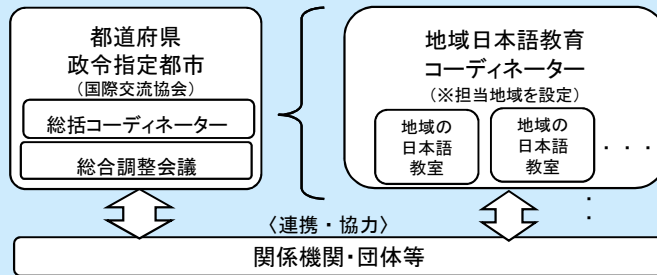 都道府県
政令指定都市
（国際交流協会）
総括コーディネーター
総合調整会議
地域日本語教育
コーディネーター
（※担当地域を設定）
地域の
日本語
教室
地域の
日本語
教室
・・・
：
〈連携・協力〉
関係機関・団体等